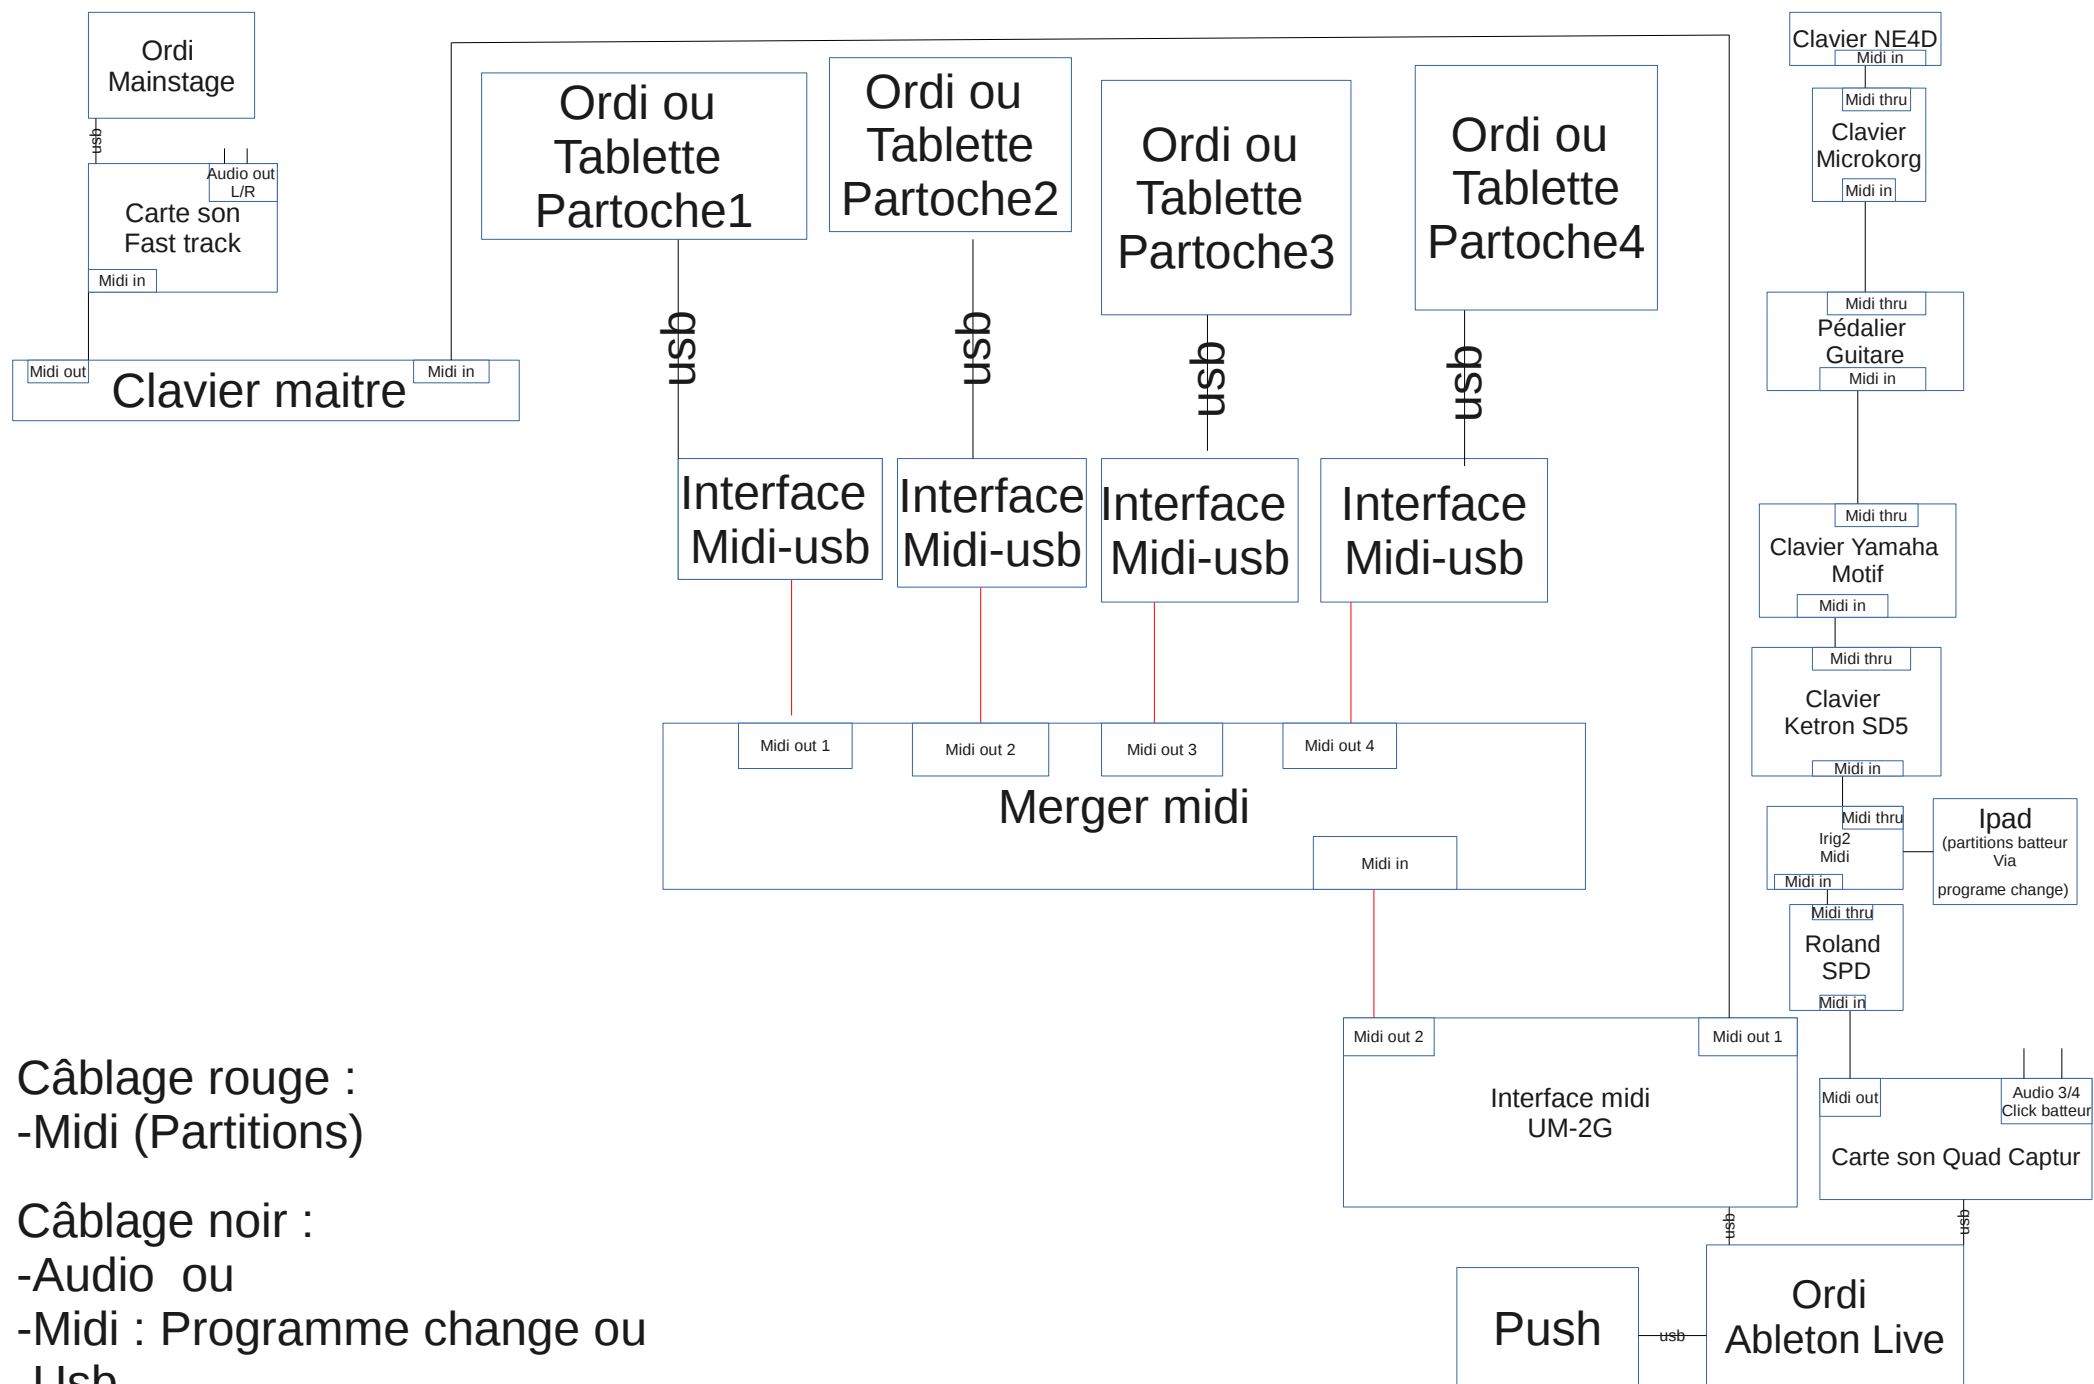 Ordi
Mainstage
usb
Audio out
L/R
Carte son
Fast track
Midi in
Midi out
Clavier maitre
Midi in
Ordi ou
Tablette
Partoche1
Ordi ou
Tablette
Partoche2
Ordi ou
Tablette
Partoche3
Ordi ou
Tablette
Partoche4
usb
usb
usb
usb
Interface
Midi-usb
Interface
Midi-usb
Interface
Midi-usb
Interface
Midi-usb
Midi out 1
Midi out 2
Midi out 3
Midi out 4
Merger midi
Midi in
Clavier NE4D
Midi in
Midi thru
Clavier
Microkorg
Midi in
Midi thru
Pédalier
Guitare
Midi in
Midi thru
Clavier Yamaha
Motif
Midi in
Midi thru
Clavier
Ketron SD5
Midi in
Midi thru
Irig2
Midi
Midi in
Ipad
(partitions batteur
Via
programe change)
Midi thru
Roland
SPD
Midi in
Midi out 2
Midi out 1
Interface midi
UM-2G
Midi out
Audio 3/4
Click batteur
Carte son Quad Captur
usb
usb
Push
usb
Ordi
Ableton Live
Câblage rouge :
-Midi (Partitions)
Câblage noir :
-Audio ou
-Midi : Programme change ou
-Usb